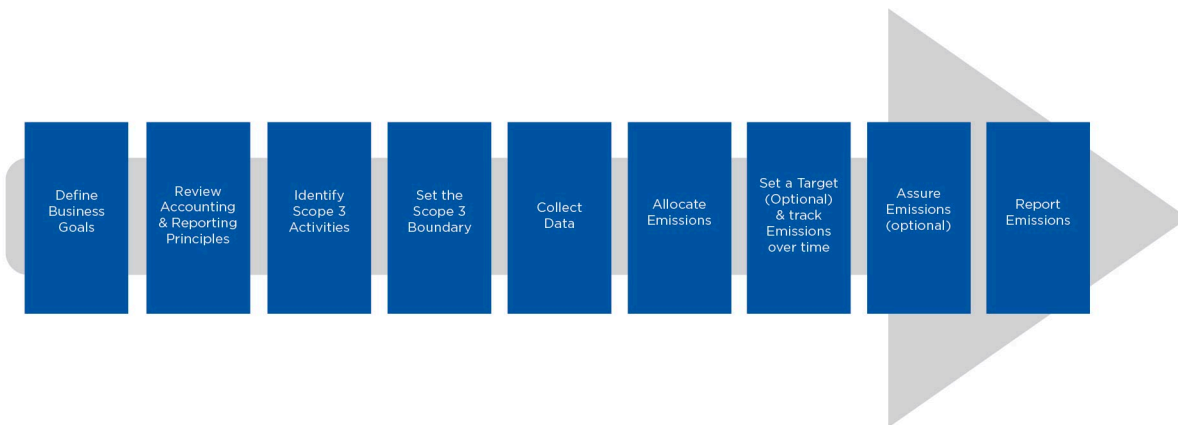 Define
Business
Goals
Review
Accounting
& Reporting
Principles
Identify
Scope 3
Activities
Set the
Scope 3
Boundary
Collect
Data
Allocate
Emissions
Set a Target
(Optional)
& track
Emissions
over time
Assure
Emissions
(optional)
Report
Emissions